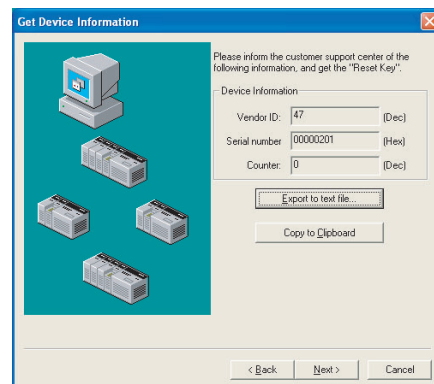 Get Device Information
Please inform the customer support center of the
following information, and get the "Reset Key".
Device Information
Vendor ID: 47 (Dec)
Serial number 00000201 (Hex)
Counter: 0 (Dec)
Export to text file...
Copy to Clipboard
< Back Next > Cancel